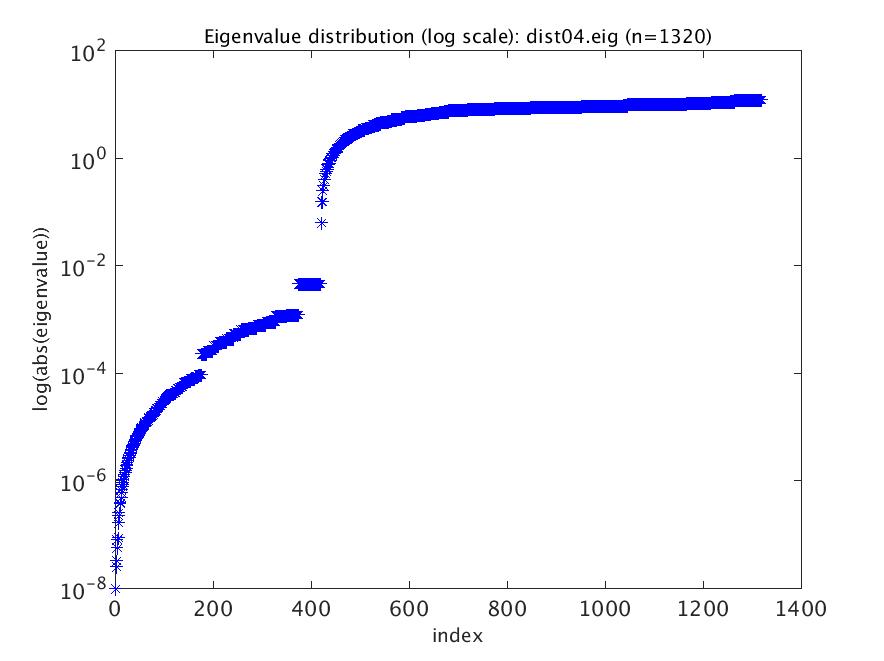 Eigenvalue distribution (log scale): dist04.eig (n=1320)
log(abs(eigenvalue))
10^2
10^0
10^-2
10^-4
10^-6
10^-8
0 200 400 600 800 1000 1200 1400
index